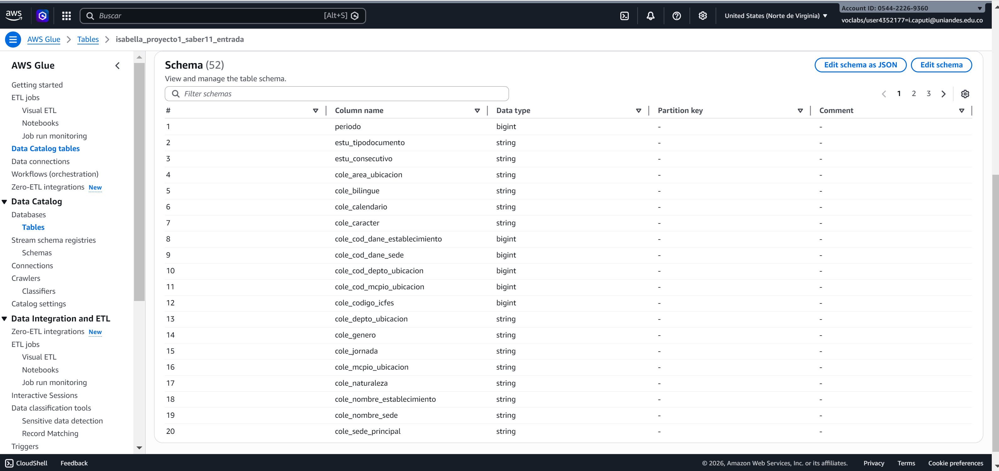 aws
Buscar [Alt+S]
United States (Norte de Virginia)
Account ID: 0544-2226-9360
voclabs/user4352177=i.caputi@uniandes.edu.co
AWS Glue Tables isabella_proyecto1_saber11_entrada
AWS Glue
Getting started
ETL jobs
Visual ETL
Notebooks
Job run monitoring
Data Catalog tables
Data connections
Workflows (orchestration)
Zero-ETL integrations New
Data Catalog
Databases
Tables
Stream schema registries
Schemas
Connections
Crawlers
Classifiers
Catalog settings
Data Integration and ETL
Zero-ETL integrations New
ETL jobs
Visual ETL
Notebooks
Job run monitoring
Interactive Sessions
Data classification tools
Sensitive data detection
Record Matching
Triggers
Schema (52)
Edit schema as JSON Edit schema
View and manage the table schema.
Filter schemas
1 2 3
# Column name Data type Partition key Comment
1 periodo bigint - -
2 estu_tipodocumento string - -
3 estu_consecutivo string - -
4 cole_area_ubicacion string - -
5 cole_bilingue string - -
6 cole_calendario string - -
7 cole_caracter string - -
8 cole_cod_dane_establecimiento bigint - -
9 cole_cod_dane_sede bigint - -
10 cole_cod_depto_ubicacion bigint - -
11 cole_cod_mcpio_ubicacion bigint - -
12 cole_codigo_icfes bigint - -
13 cole_depto_ubicacion string - -
14 cole_genero string - -
15 cole_jornada string - -
16 cole_mcpio_ubicacion string - -
17 cole_naturaleza string - -
18 cole_nombre_establecimiento string - -
19 cole_nombre_sede string - -
20 cole_sede_principal string - -
CloudShell Feedback
© 2026, Amazon Web Services, Inc. or its affiliates. Privacy Terms Cookie preferences